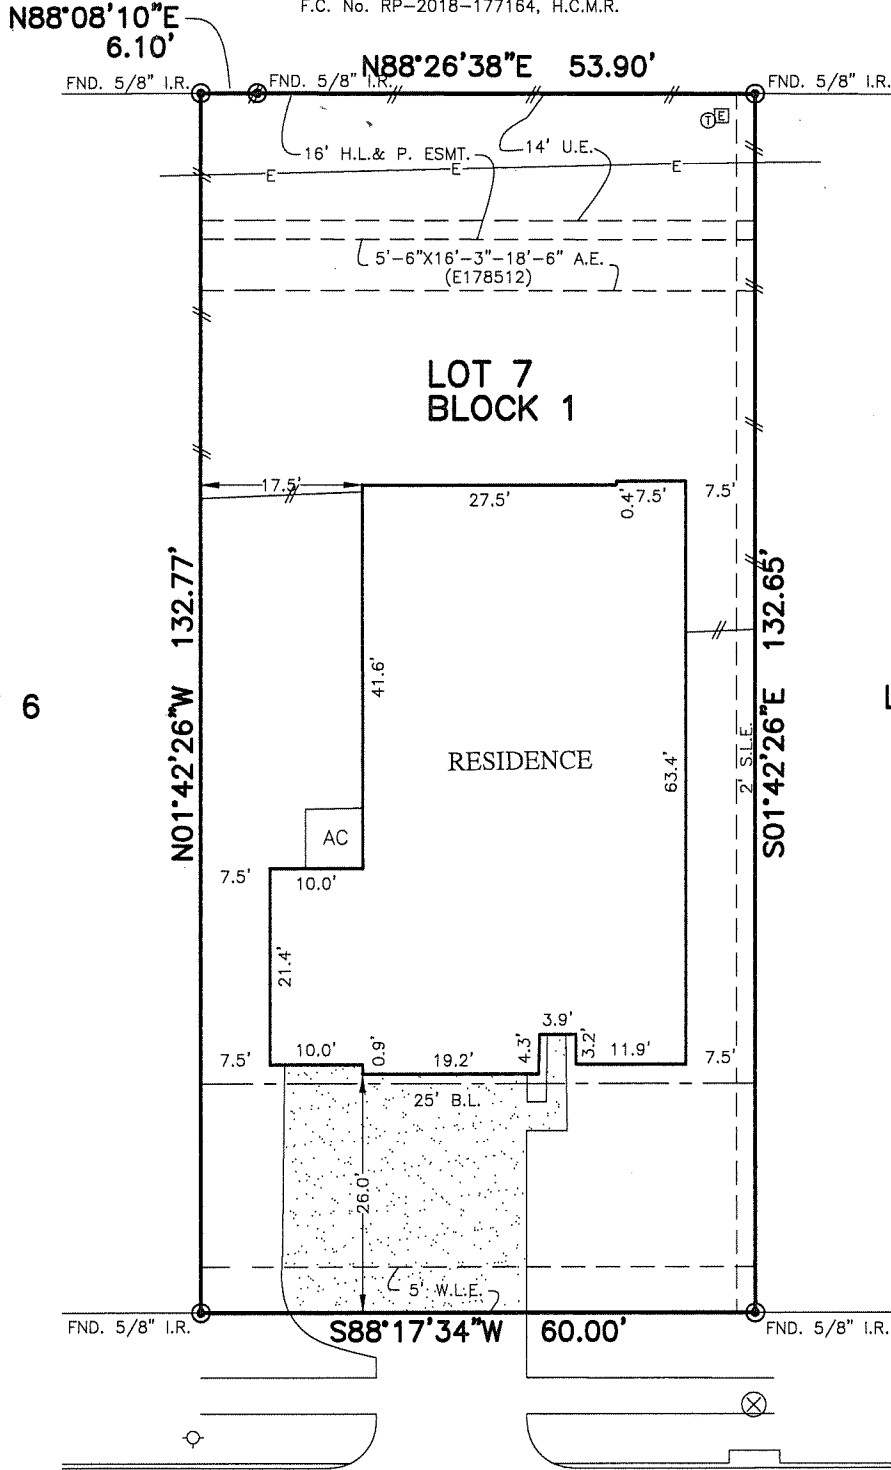 F.C. No. RP-2018-177164, H.C.M.R.
N88°08'10"E
6.10'
N88°26'38"E 53.90'
FND. 5/8" I.R.
FND. 5/8" I.R.
FND. 5/8" I.R.
T E
16' H.L.& P. ESMT.
14' U.E.
E E E
5'-6"X16'-3"-18'-6" A.E.
(E178512)
LOT 7
BLOCK 1
17.5'
27.5'
0.4'
7.5'
7.5'
N01°42'26"W 132.77'
S01°42'26"E 132.65'
41.6'
63.4'
6
L
2' S.L.E.
RESIDENCE
AC
7.5'
10.0'
21.4'
3.9'
7.5'
10.0'
0.9'
19.2'
4.3'
3.2'
11.9'
7.5'
25' B.L.
26.0'
5' W.L.E.
FND. 5/8" I.R.
S88°17'34"W 60.00'
FND. 5/8" I.R.